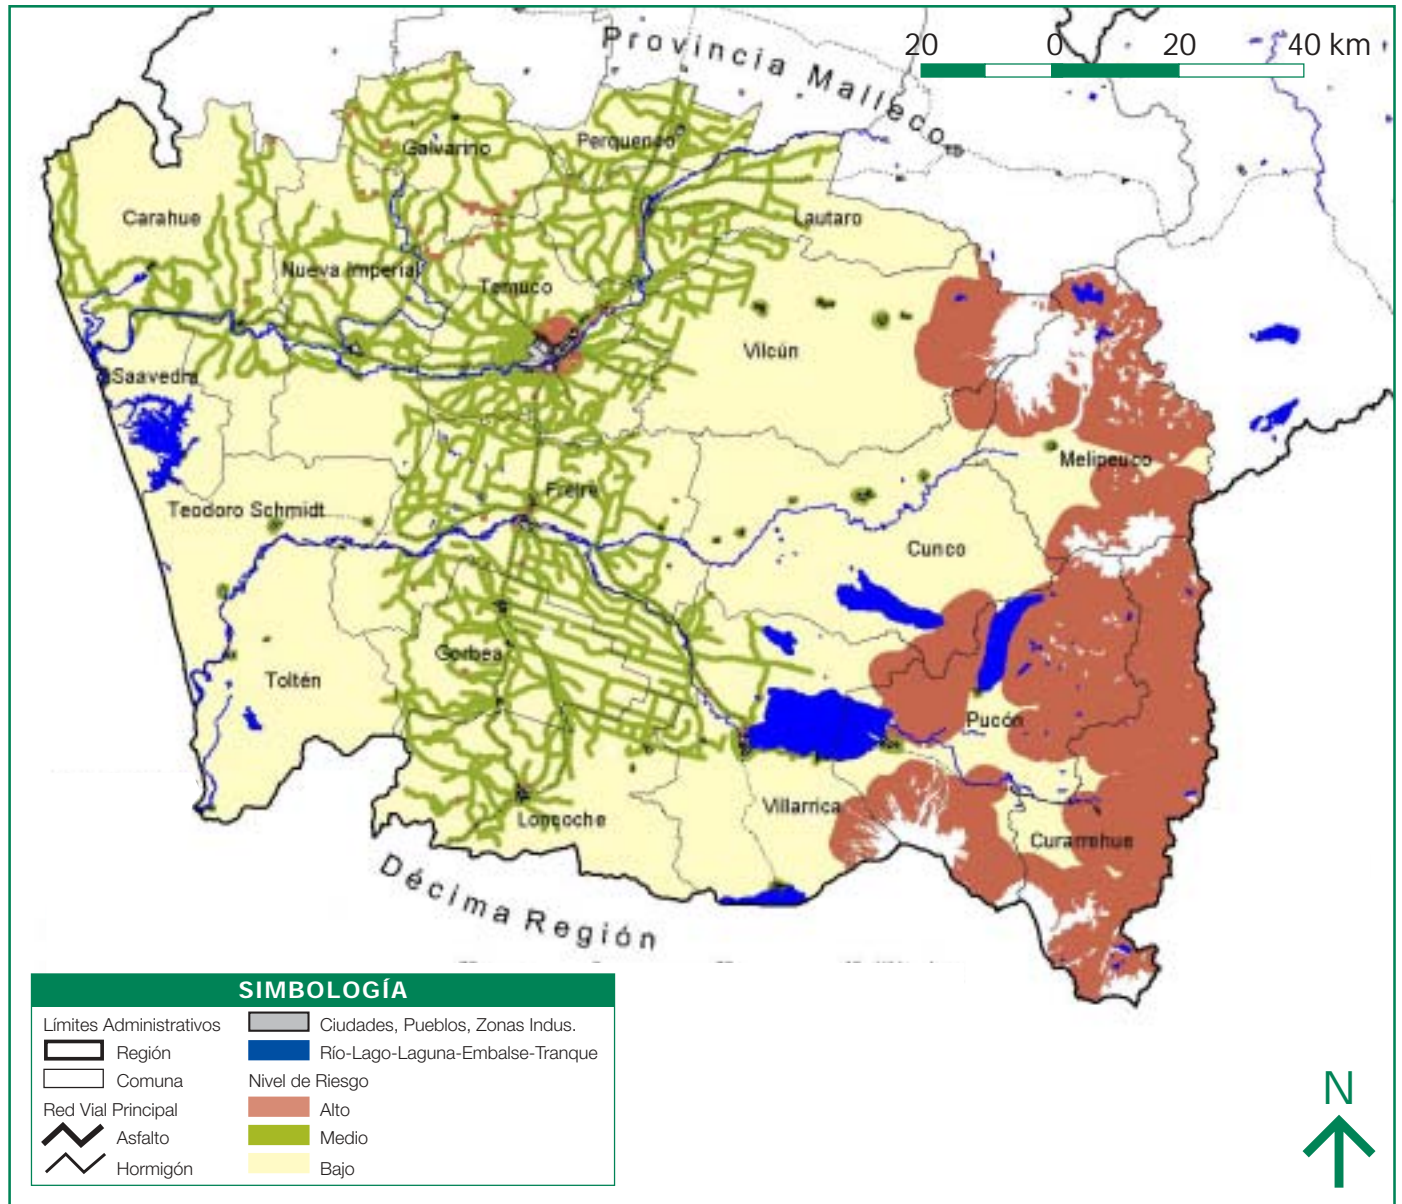 20 0 20 40 km
Provincia Malleco
Perquenco
Galvarino
Carahue
Lautaro
Nueva Imperial
Temuco
Vilcún
Saavedra
Melipeuco
Freire
Teodoro Schmidt
Cunco
Gorbea
Toltén
Pucón
Villarrica
Loncoche
Curarrehue
Décima Región
SIMBOLOGÍA
Límites Administrativos
Región
Comuna
Red Vial Principal
Asfalto
Hormigón
Ciudades, Pueblos, Zonas Indus.
Río-Lago-Laguna-Embalse-Tranque
Nivel de Riesgo
Alto
Medio
Bajo
N